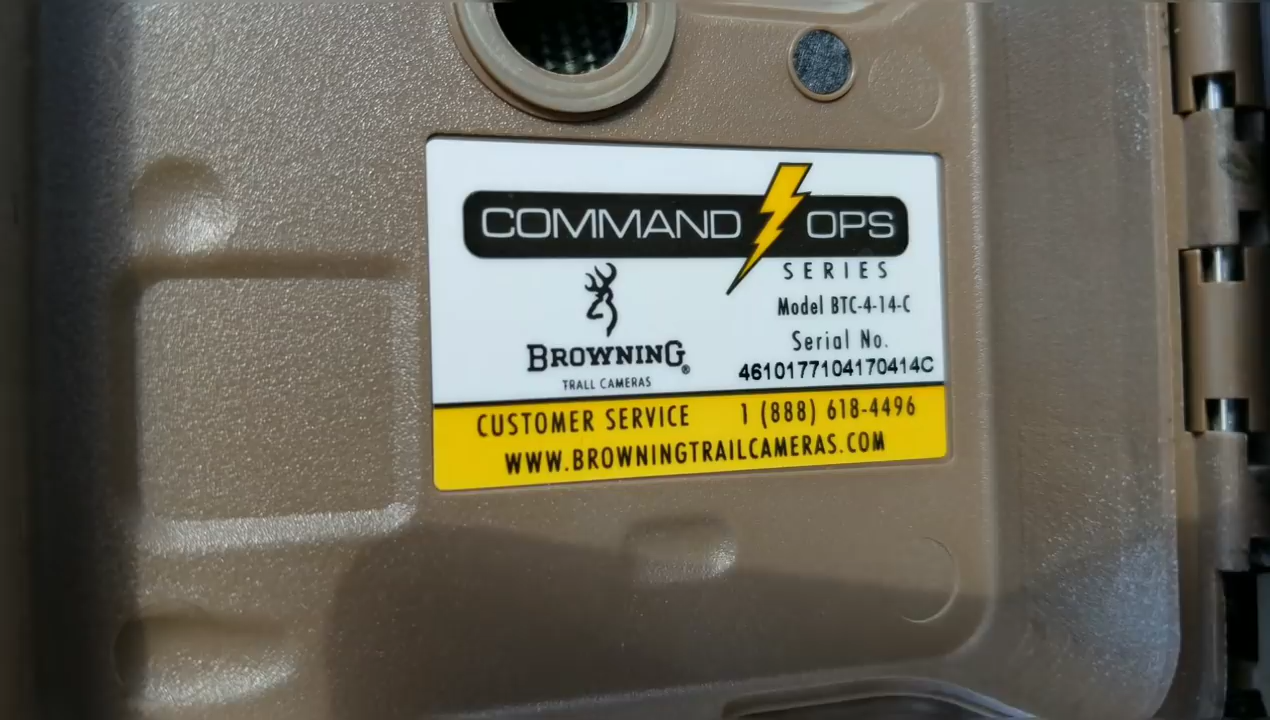 COMMAND OPS
SERIES
Model BTC-4-14-C
Serial No.
4610177104170414C
BROWNING®
TRAIL CAMERAS
CUSTOMER SERVICE 1 (888) 618-4496
WWW.BROWNINGTRAILCAMERAS.COM